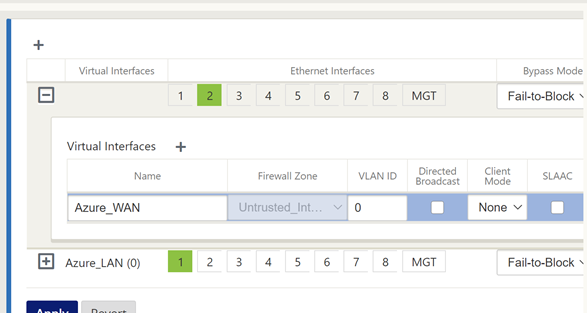 +
Virtual Interfaces Ethernet Interfaces Bypass Mode
1 2 3 4 5 6 7 8 MGT Fail-to-Block
Virtual Interfaces +
Name Firewall Zone VLAN ID Directed Broadcast Client Mode SLAAC
Azure_WAN Untrusted_Int... 0 None
Azure_LAN (0) 1 2 3 4 5 6 7 8 MGT Fail-to-Block
Apply Revert